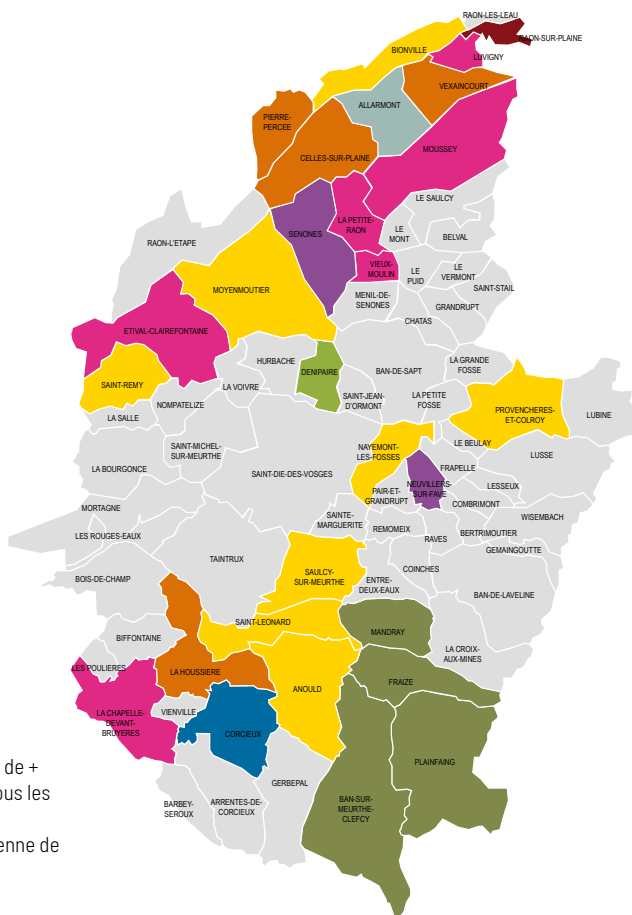 RAON-LES-LEAU
RAON-SUR-PLAINE
BIONVILLE
LUVIGNY
VEXAINCOURT
ALLARMONT
PIERRE-
PERCEE
CELLES-SUR-PLAINE
MOUSSEY
LE SAULCY
SENONES
LA PETITE-
RAON
LE
MONT
BELVAL
RAON-L'ETAPE
VIEUX-
MOULIN
LE
PUID
LE
VERMONT
SAINT-STAIL
MOYENMOUTIER
MENIL-DE-
SENONES
GRANDRUPT
CHATAS
ETIVAL-CLAIREFONTAINE
HURBACHE
DENIPAIRE
BAN-DE-SAPT
LA GRANDE
FOSSE
SAINT-REMY
LA VOIVRE
NOMPATELIZE
SAINT-JEAN-
D'ORMONT
LA PETITE
FOSSE
PROVENCHERES-
ET-COLROY
LUBINE
LA SALLE
SAINT-MICHEL-
SUR-MEURTHE
NAYEMONT-
LES-FOSSES
LE BEULAY
LUSSE
LA BOURGONCE
SAINT-DIE-DES-VOSGES
FRAPELLE
NEUVILLERS-
SUR-FAVE
LESSEUX
PAIR-ET-
GRANDRUPT
COMBRIMONT
MORTAGNE
SAINTE-
MARGUERITE
REMOMEIX
WISEMBACH
LES ROUGES-EAUX
RAVES
BERTRIMOUTIER
GEMAINGOUTTE
TAINTRUX
BOIS-DE-CHAMP
SAULCY-
SUR-MEURTHE
ENTRE-
DEUX-EAUX
COINCHES
BAN-DE-LAVELINE
SAINT-LEONARD
MANDRAY
BIFFONTAINE
LA CROIX-
AUX-MINES
LES POULIERES
LA HOUSSIERE
FRAIZE
ANOULD
LA CHAPELLE-
DEVANT-
BRUYERES
VIENVILLE
CORCIEUX
PLAINFAING
de +
ous les
GERBEPAL
BAN-SUR-
MEURTHE-
CLEFCY
BARBEY-
SEROUX
ARRENTES-DE-
CORCIEUX
enne de